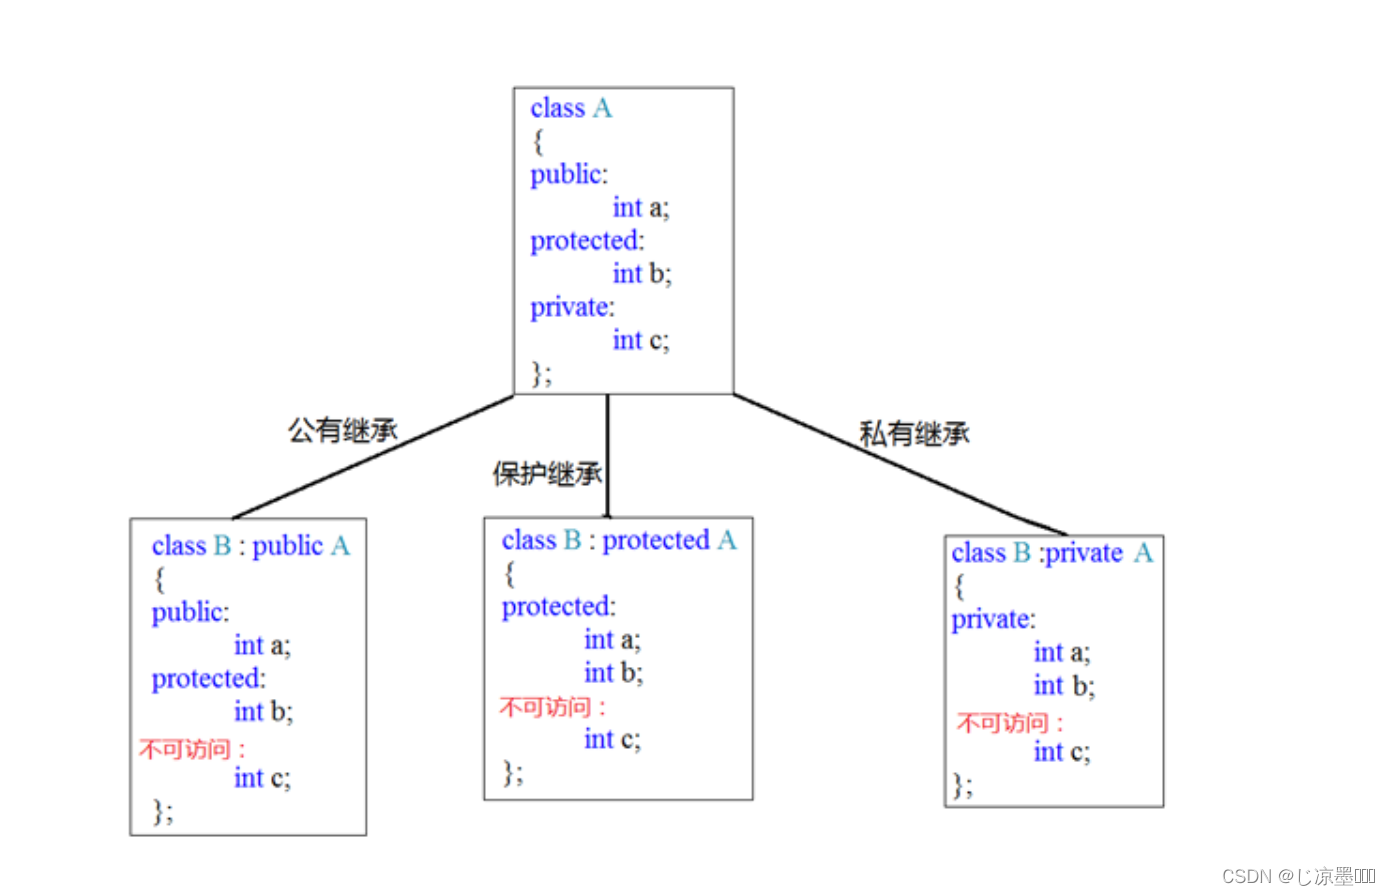 class A
{
public:
int a;
protected:
int b;
private:
int c;
};
公有继承
保护继承
私有继承
class B : public A
{
public:
int a;
protected:
int b;
不可访问：
int c;
};
class B : protected A
{
protected:
int a;
int b;
不可访问：
int c;
};
class B :private A
{
private:
int a;
int b;
不可访问：
int c;
};
CSDN @じ凉墨